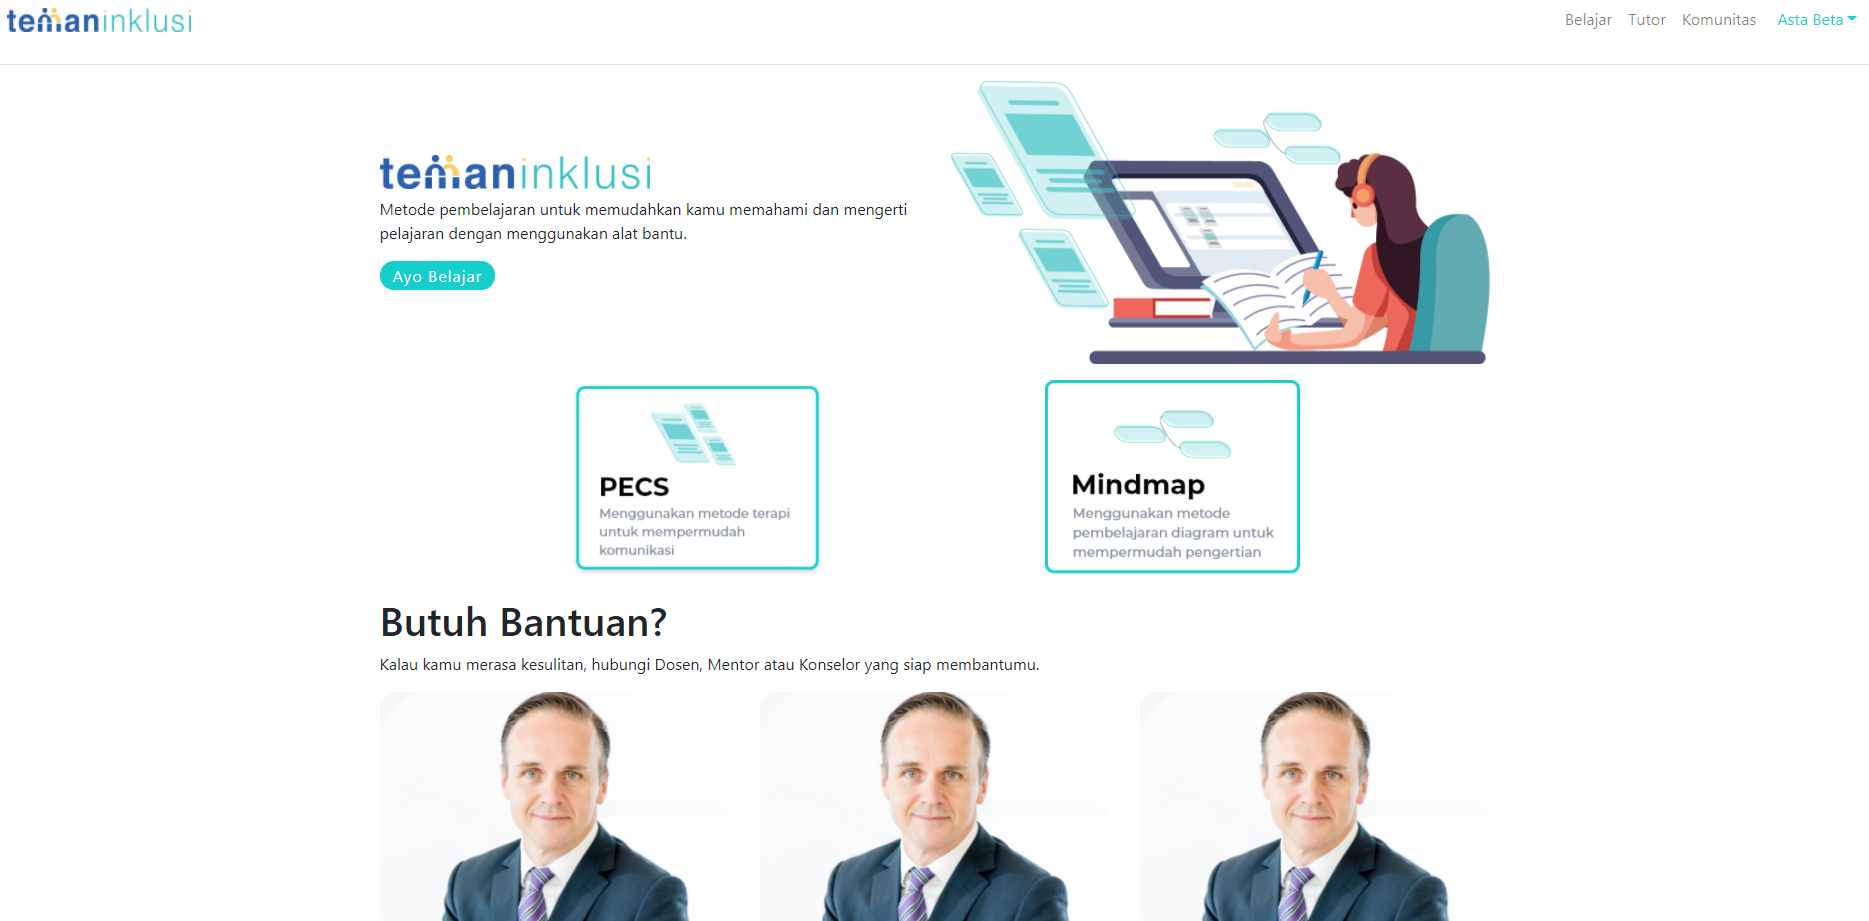 temaninklusi
Belajar
Tutor
Komunitas
Asta Beta
temaninklusi
Metode pembelajaran untuk memudahkan kamu memahami dan mengerti
pelajaran dengan menggunakan alat bantu.
Ayo Belajar
PECS
Menggunakan metode terapi
untuk mempermudah
komunikasi
Mindmap
Menggunakan metode
pembelajaran diagram untuk
mempermudah pengertian
Butuh Bantuan?
Kalau kamu merasa kesulitan, hubungi Dosen, Mentor atau Konselor yang siap membantumu.